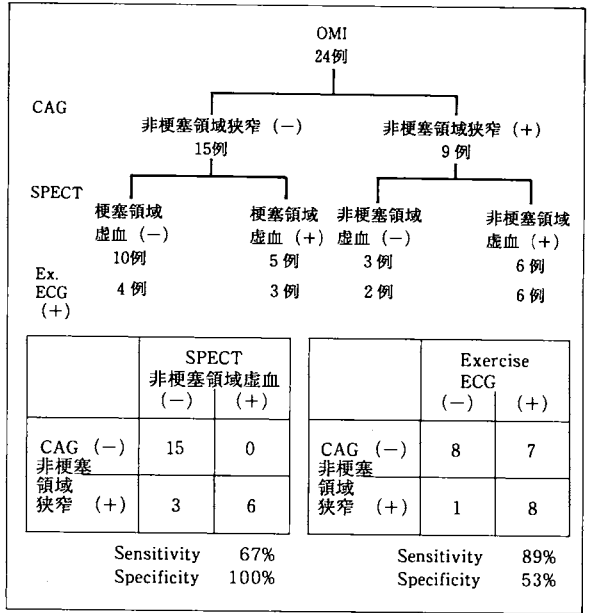 OMI
24例
CAG
非梗塞領域狭窄 (−) 非梗塞領域狭窄 (+)
15例 9例
SPECT
梗塞領域 梗塞領域 非梗塞領域 非梗塞領域
虚血 (−) 虚血 (+) 虚血 (−) 虚血 (+)
10例 5例 3例 6例
Ex.
ECG 4例 3例 2例 6例
(+)
SPECT
非梗塞領域虚血
(−) (+)
CAG (−) 15 0
非梗塞
領域
狭窄 (+) 3 6
Sensitivity 67%
Specificity 100%
Exercise
ECG
(−) (+)
CAG (−) 8 7
非梗塞
領域
狭窄 (+) 1 8
Sensitivity 89%
Specificity 53%